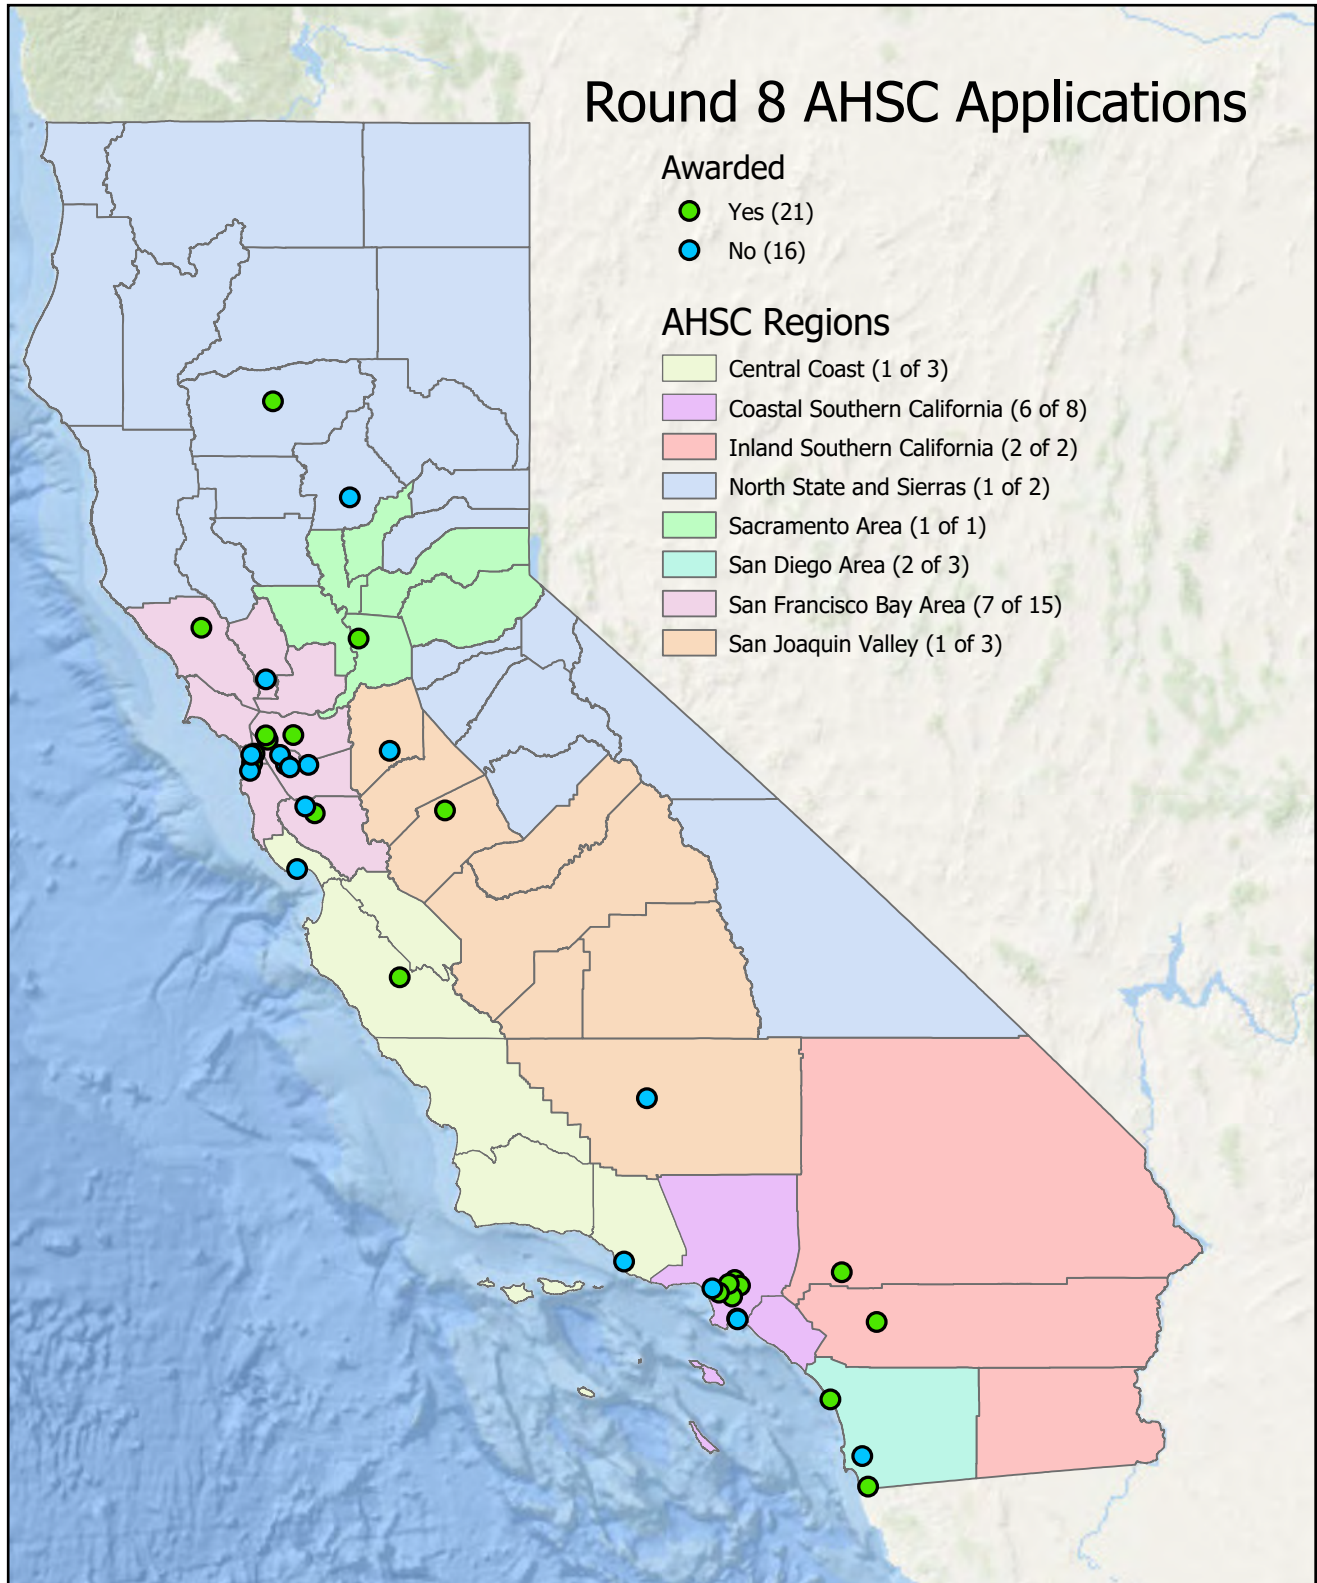 Round 8 AHSC Applications
Awarded
Yes (21)
No (16)
AHSC Regions
Central Coast (1 of 3)
Coastal Southern California (6 of 8)
Inland Southern California (2 of 2)
North State and Sierras (1 of 2)
Sacramento Area (1 of 1)
San Diego Area (2 of 3)
San Francisco Bay Area (7 of 15)
San Joaquin Valley (1 of 3)